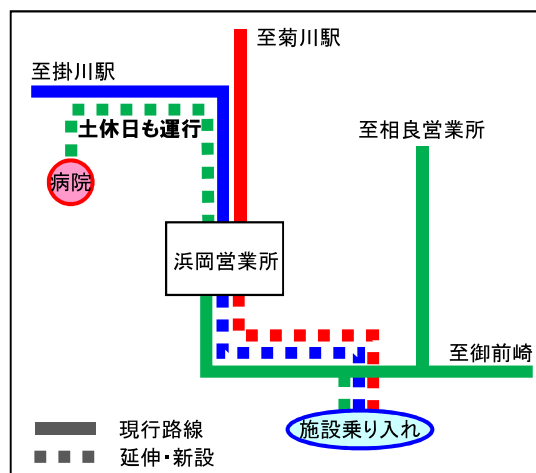 至菊川駅
至掛川駅
土休日も運行
至相良営業所
病院
浜岡営業所
至御前崎
施設乗り入れ
現行路線
延伸・新設